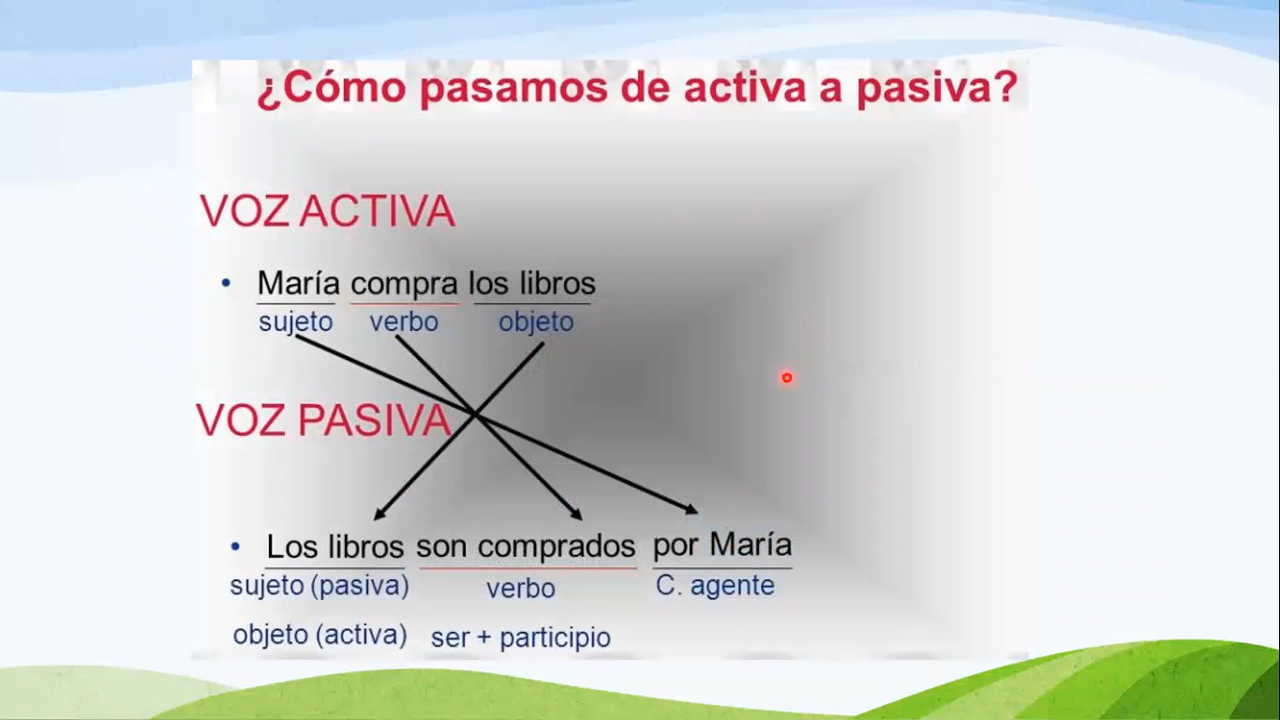 ¿Cómo pasamos de activa a pasiva?
VOZ ACTIVA
• María compra los libros
sujeto verbo objeto
VOZ PASIVA
• Los libros son comprados por María
sujeto (pasiva) verbo C. agente
objeto (activa) ser + participio